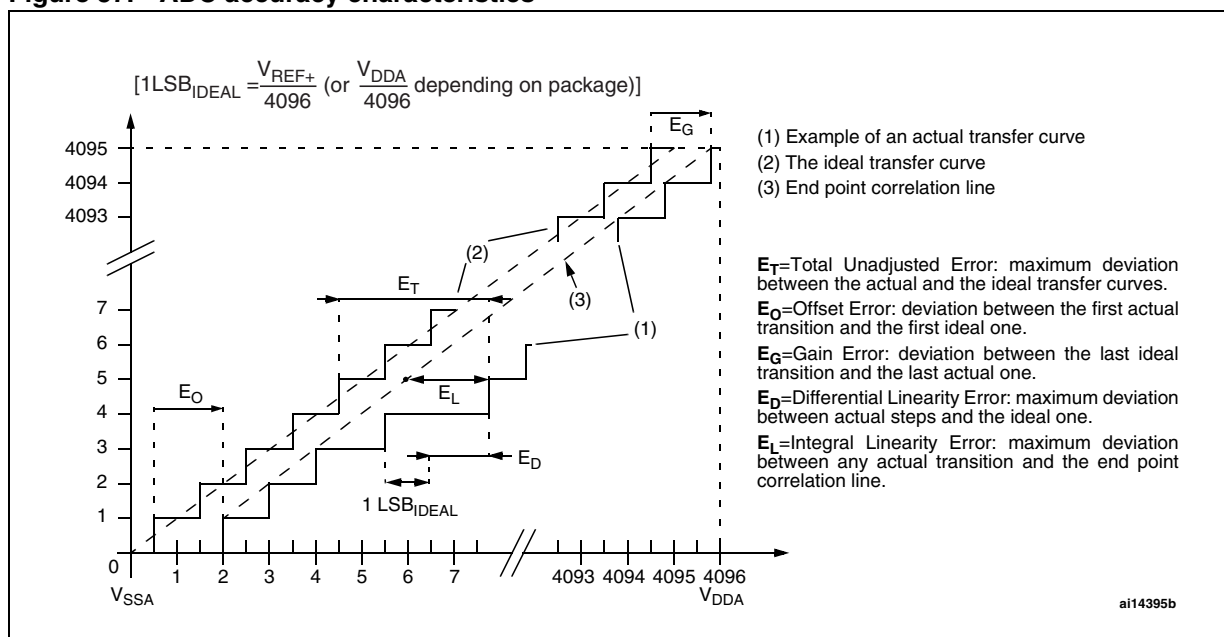 [1LSB_IDEAL = V_REF+/4096 (or V_DDA/4096 depending on package)]
E_G
4095
4094
4093
(1) Example of an actual transfer curve
(2) The ideal transfer curve
(3) End point correlation line
(2)
E_T
(3)
(1)
7
6
5
4
3
2
1
0
E_O
E_L
E_D
1 LSB_IDEAL
E_T=Total Unadjusted Error: maximum deviation
between the actual and the ideal transfer curves.
E_O=Offset Error: deviation between the first actual
transition and the first ideal one.
E_G=Gain Error: deviation between the last ideal
transition and the last actual one.
E_D=Differential Linearity Error: maximum deviation
between actual steps and the ideal one.
E_L=Integral Linearity Error: maximum deviation
between any actual transition and the end point
correlation line.
1 2 3 4 5 6 7 4093 4094 4095 4096
V_SSA V_DDA
ai14395b